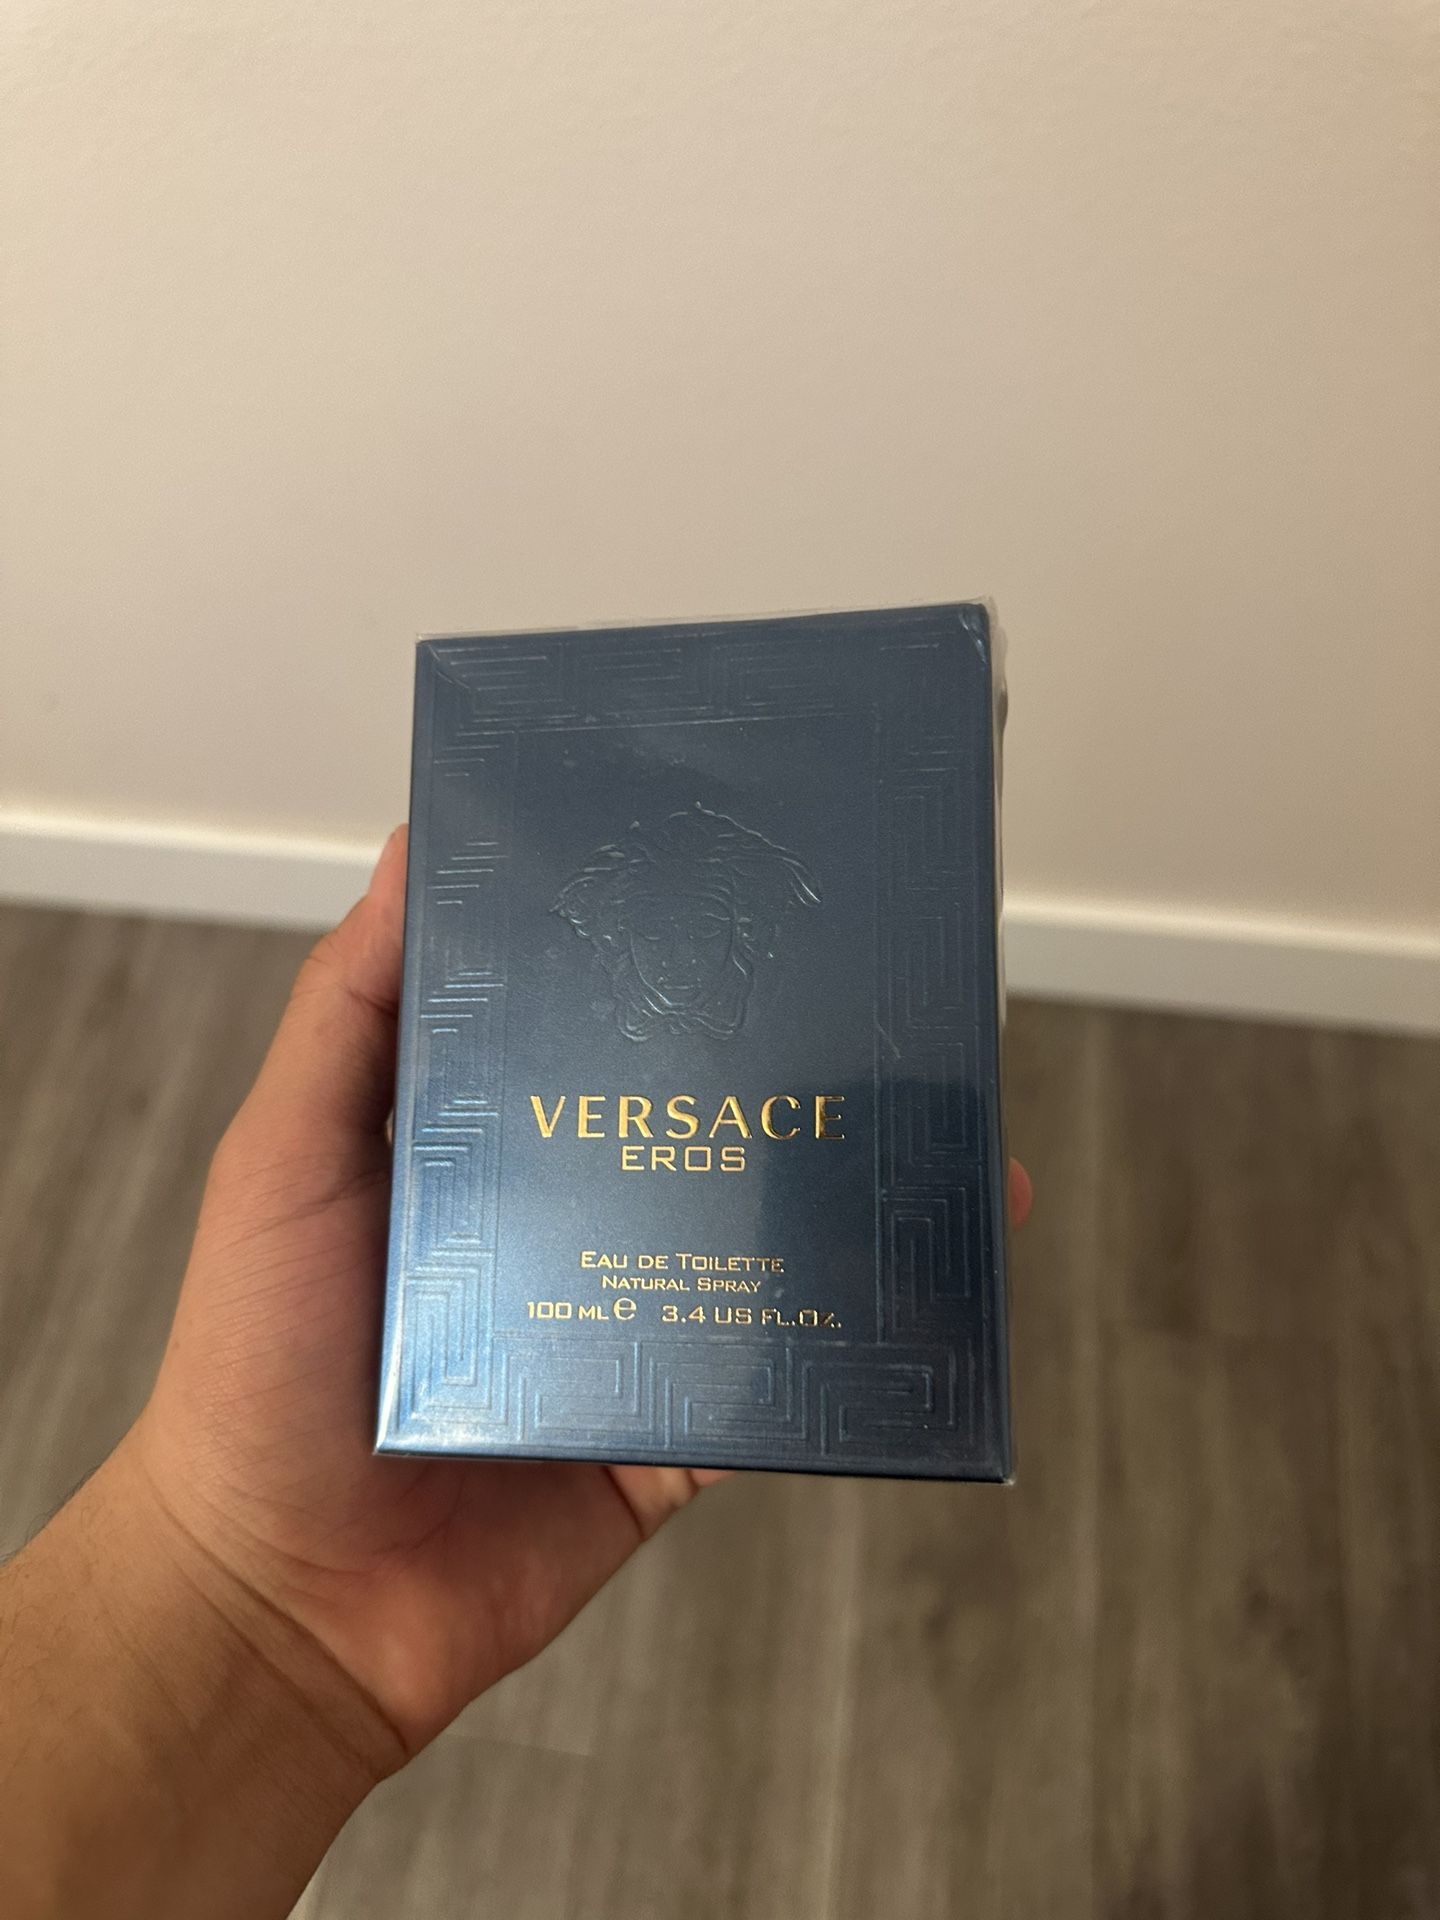 VERSACE
EROS
EAU DE TOILETTE
NATURAL SPRAY
100 ML ℮ 3.4 US FL.OZ.